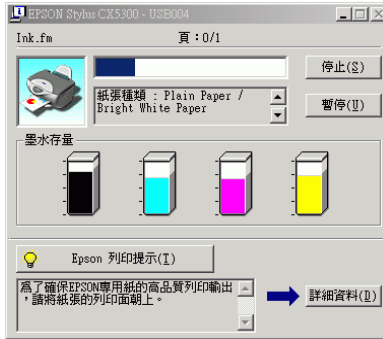 EPSON Stylus CX5300 - USB004
Ink.fm 頁：0/1
停止(S)
紙張種類 : Plain Paper /
Bright White Paper
暫停(U)
墨水存量
Epson 列印提示(T)
為了確保EPSON專用紙的高品質列印輸出
，請將紙張的列印面朝上。
詳細資料(D)